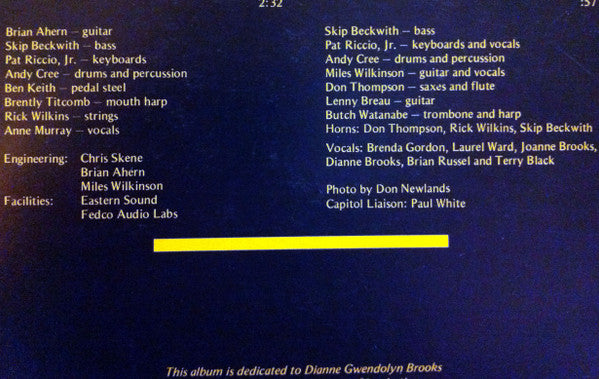 2:32
:57
Brian Ahern — guitar
Skip Beckwith — bass
Pat Riccio, Jr. — keyboards
Andy Cree — drums and percussion
Ben Keith — pedal steel
Brently Titcomb — mouth harp
Rick Wilkins — strings
Anne Murray — vocals
Engineering: Chris Skene
Brian Ahern
Miles Wilkinson
Facilities: Eastern Sound
Fedco Audio Labs
Skip Beckwith — bass
Pat Riccio, Jr. — keyboards and vocals
Andy Cree — drums and percussion
Miles Wilkinson — guitar and vocals
Don Thompson — saxes and flute
Lenny Breau — guitar
Butch Watanabe — trombone and harp
Horns: Don Thompson, Rick Wilkins, Skip Beckwith
Vocals: Brenda Gordon, Laurel Ward, Joanne Brooks,
Dianne Brooks, Brian Russel and Terry Black
Photo by Don Newlands
Capitol Liaison: Paul White
This album is dedicated to Dianne Gwendolyn Brooks